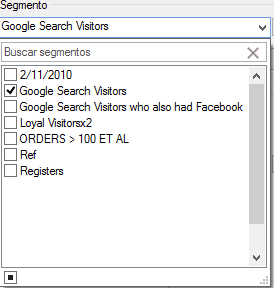 Segmento
Google Search Visitors
Buscar segmentos
2/11/2010
Google Search Visitors
Google Search Visitors who also had Facebook
Loyal Visitorsx2
ORDERS > 100 ET AL
Ref
Registers